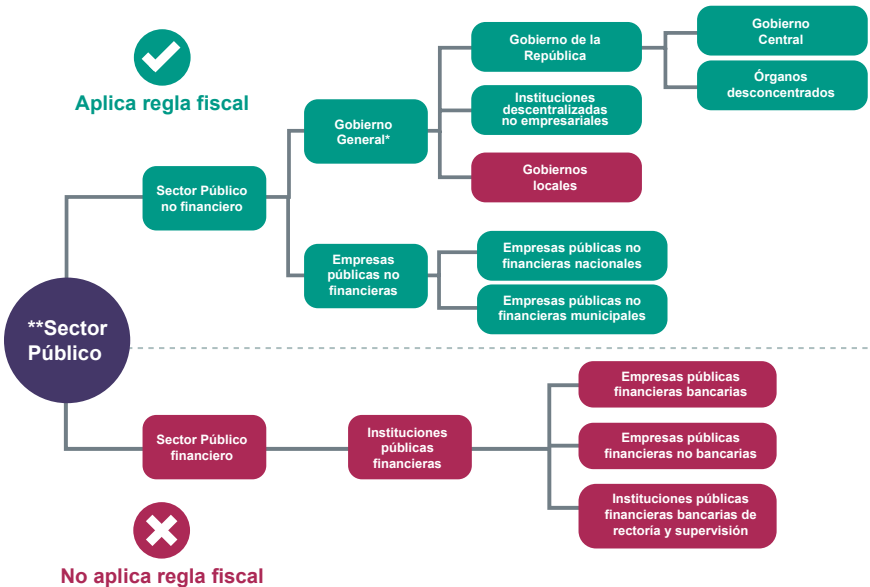 Aplica regla fiscal
Gobierno de la
República
Gobierno
Central
Órganos
desconcentrados
Instituciones
descentralizadas
no empresariales
Gobierno
General*
Gobiernos
locales
Sector Público
no financiero
Empresas
públicas no
financieras
Empresas públicas no
financieras nacionales
Empresas públicas no
financieras municipales
**Sector
Público
Sector Público
financiero
Instituciones
públicas
financieras
Empresas públicas
financieras bancarias
Empresas públicas
financieras no bancarias
Instituciones públicas
financieras bancarias de
rectoría y supervisión
No aplica regla fiscal